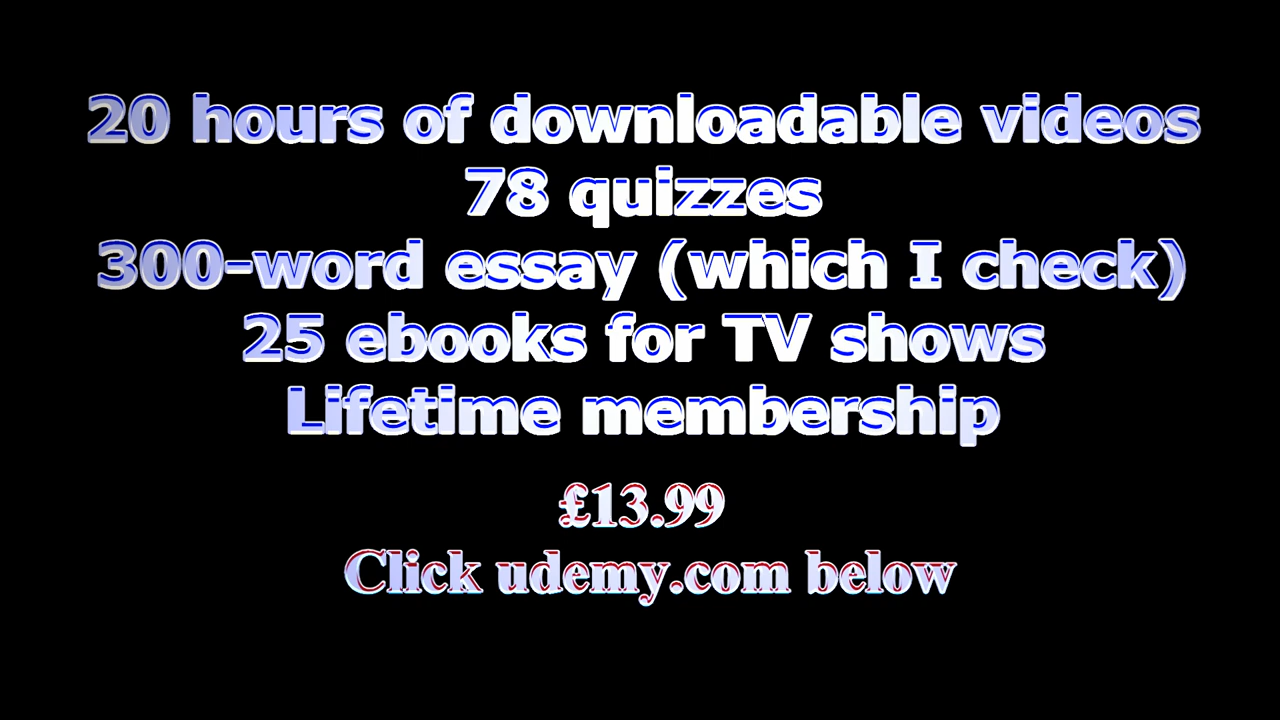 20 hours of downloadable videos
78 quizzes
300-word essay (which I check)
25 ebooks for TV shows
Lifetime membership
£13.99
Click udemy.com below